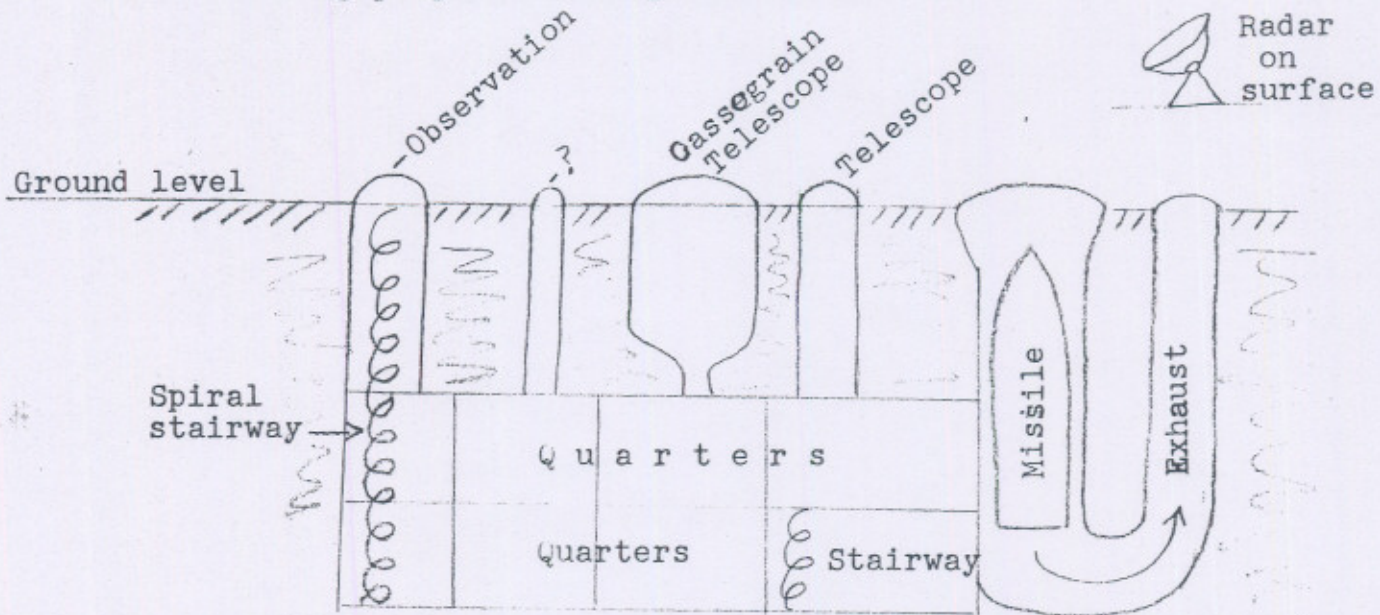 Radar
on
surface
Observation
?
Cassegrain
Telescope
Telescope
Ground level
Spiral
stairway
Quarters
Quarters
Stairway
Missile
Exhaust